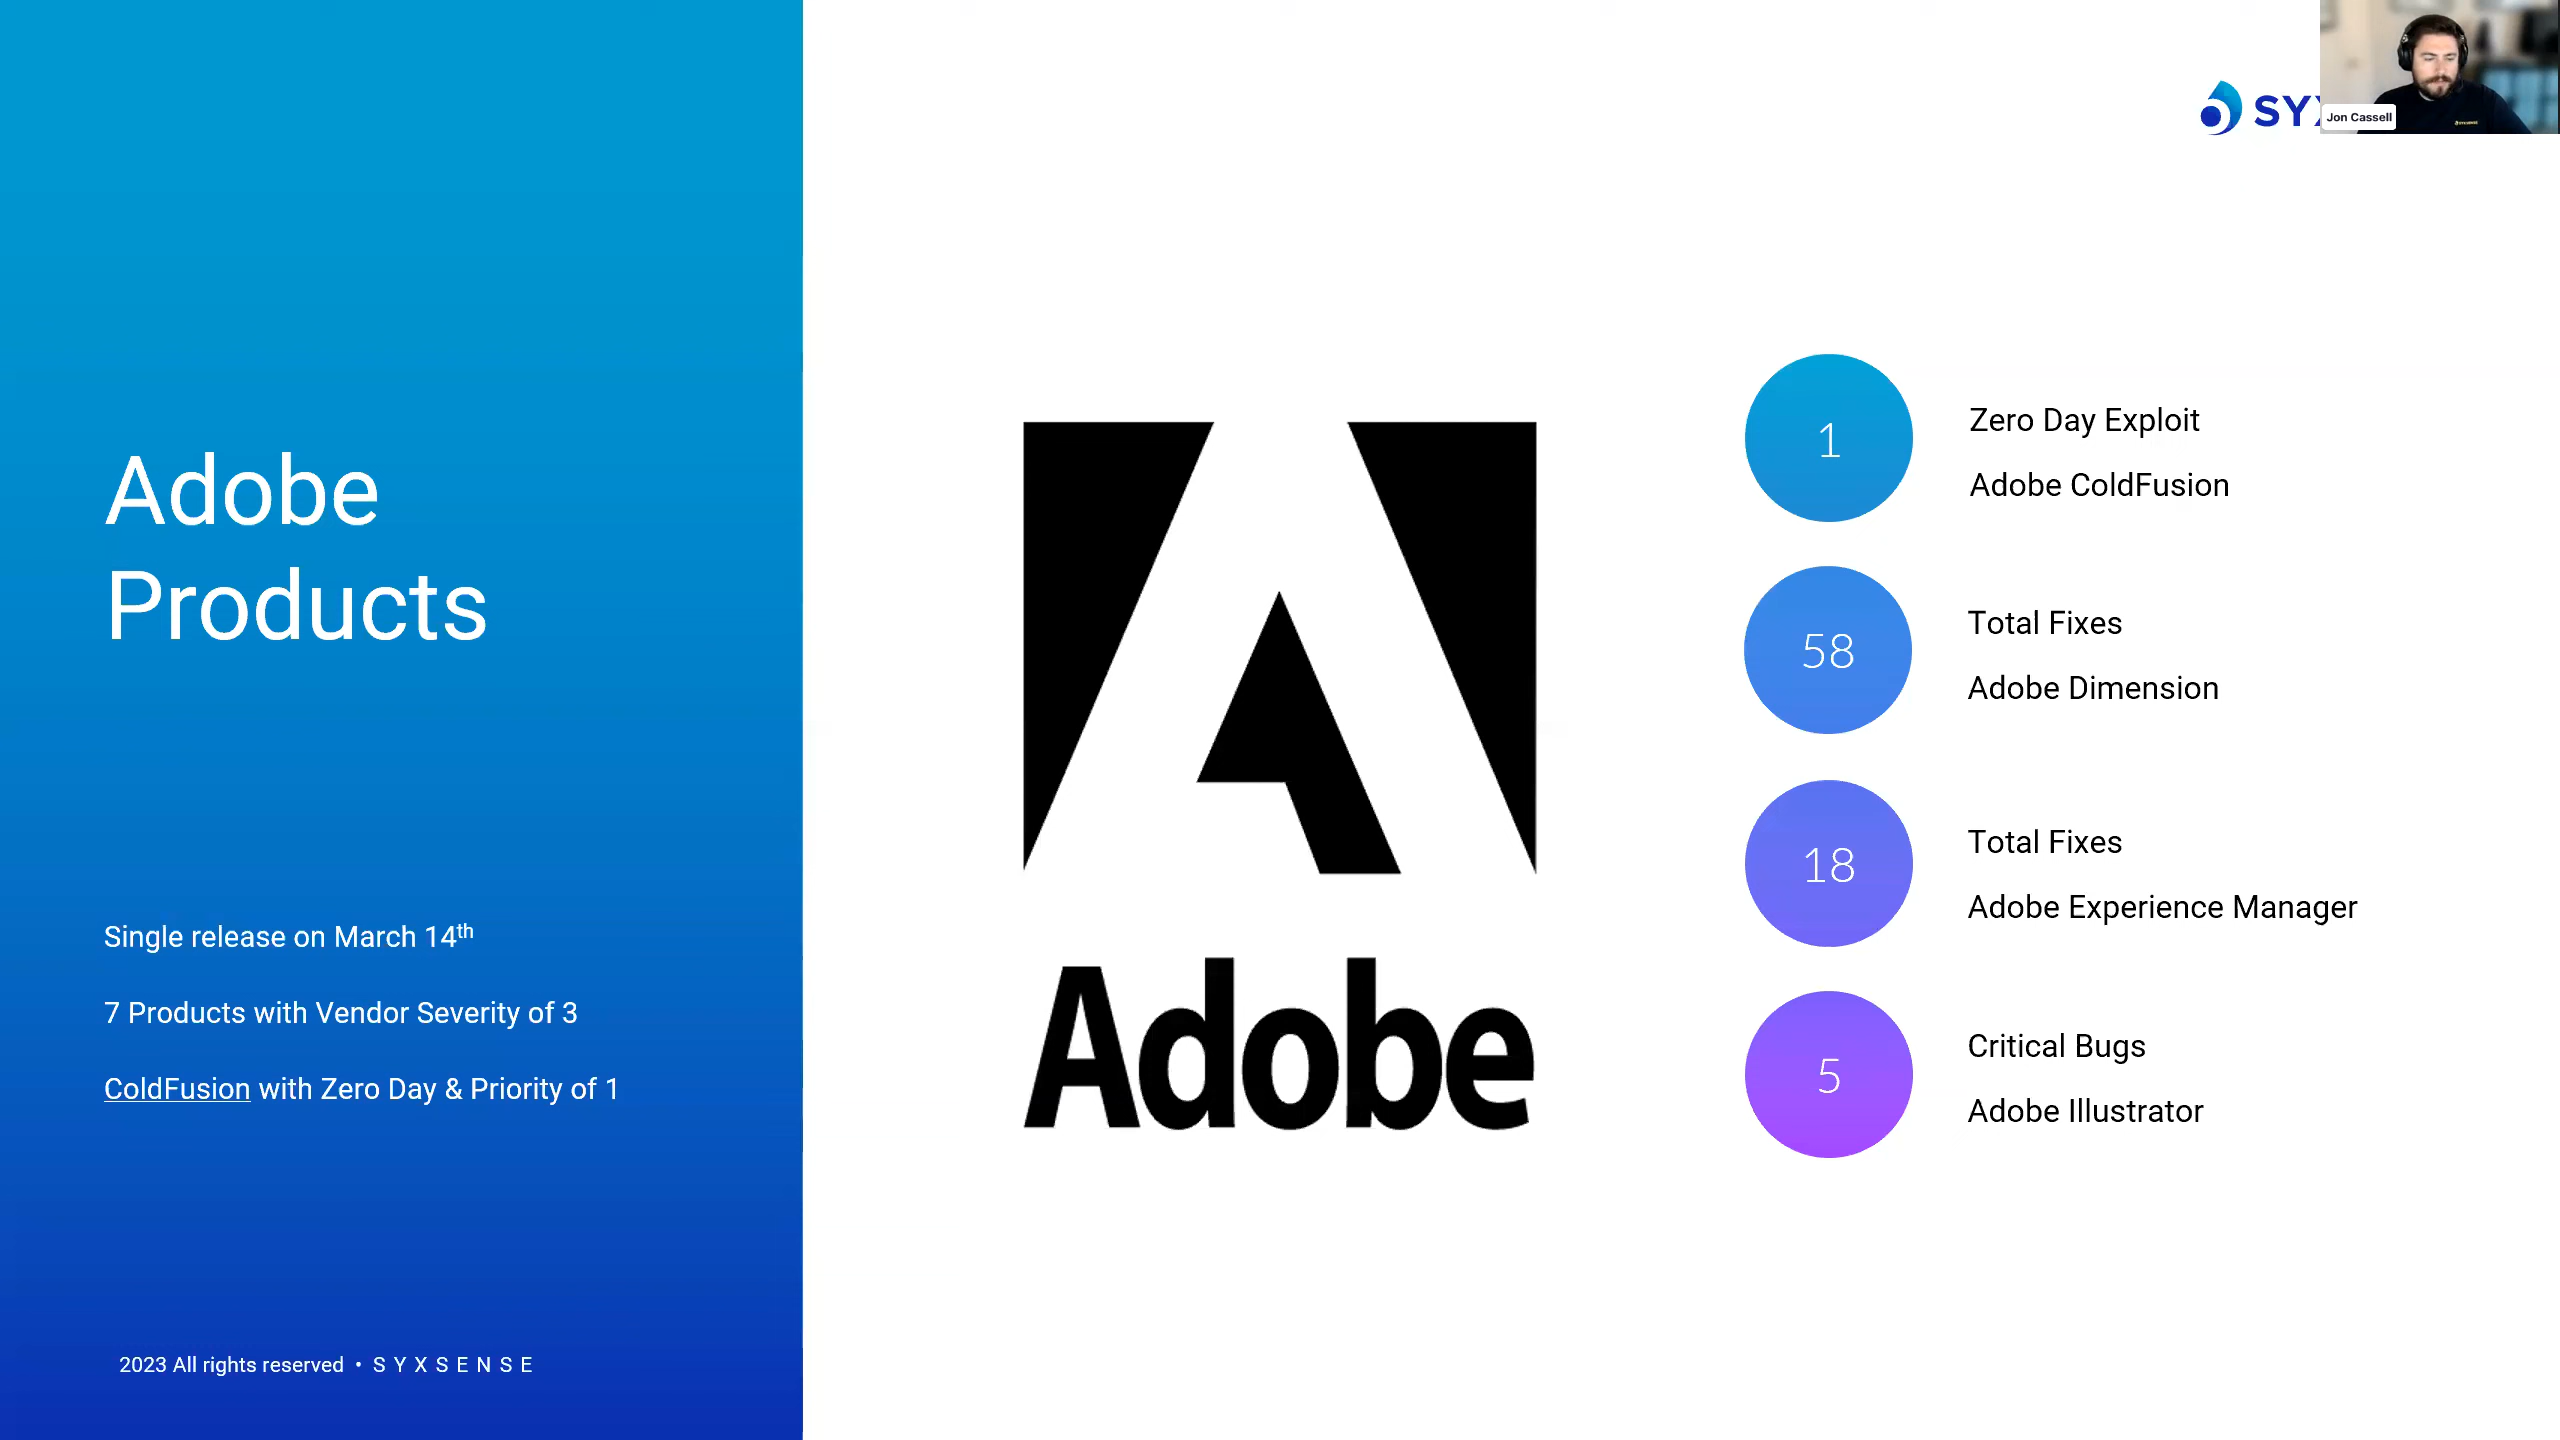 Adobe
Products
Single release on March 14th
7 Products with Vendor Severity of 3
ColdFusion with Zero Day & Priority of 1
2023 All rights reserved • SYXSENSE
Adobe
1
Zero Day Exploit
Adobe ColdFusion
58
Total Fixes
Adobe Dimension
18
Total Fixes
Adobe Experience Manager
5
Critical Bugs
Adobe Illustrator
SYX
Jon Cassell